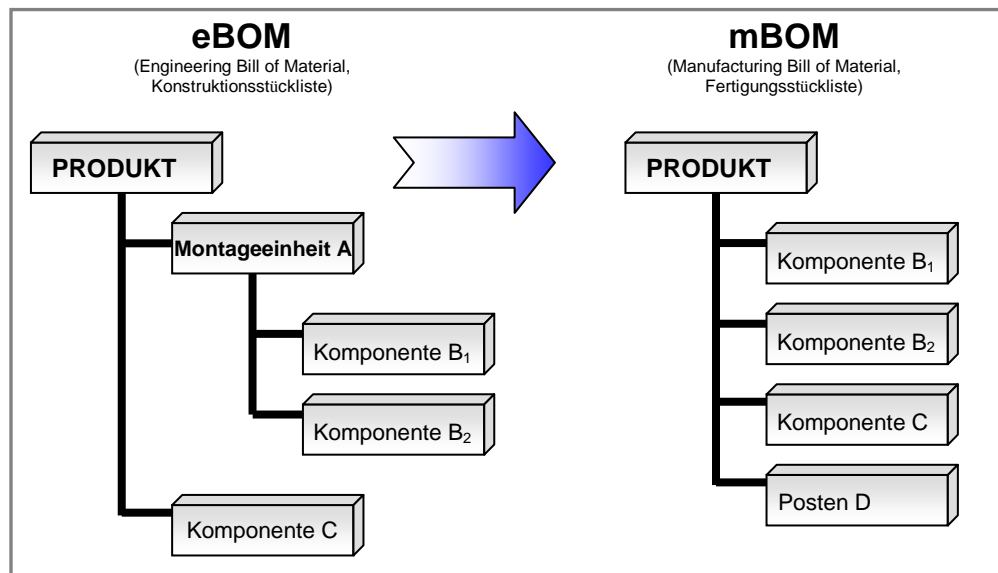 eBOM
(Engineering Bill of Material,
Konstruktionsstückliste)
PRODUKT
Montageeinheit A
Komponente B₁
Komponente B₂
Komponente C
mBOM
(Manufacturing Bill of Material,
Fertigungsstückliste)
PRODUKT
Komponente B₁
Komponente B₂
Komponente C
Posten D